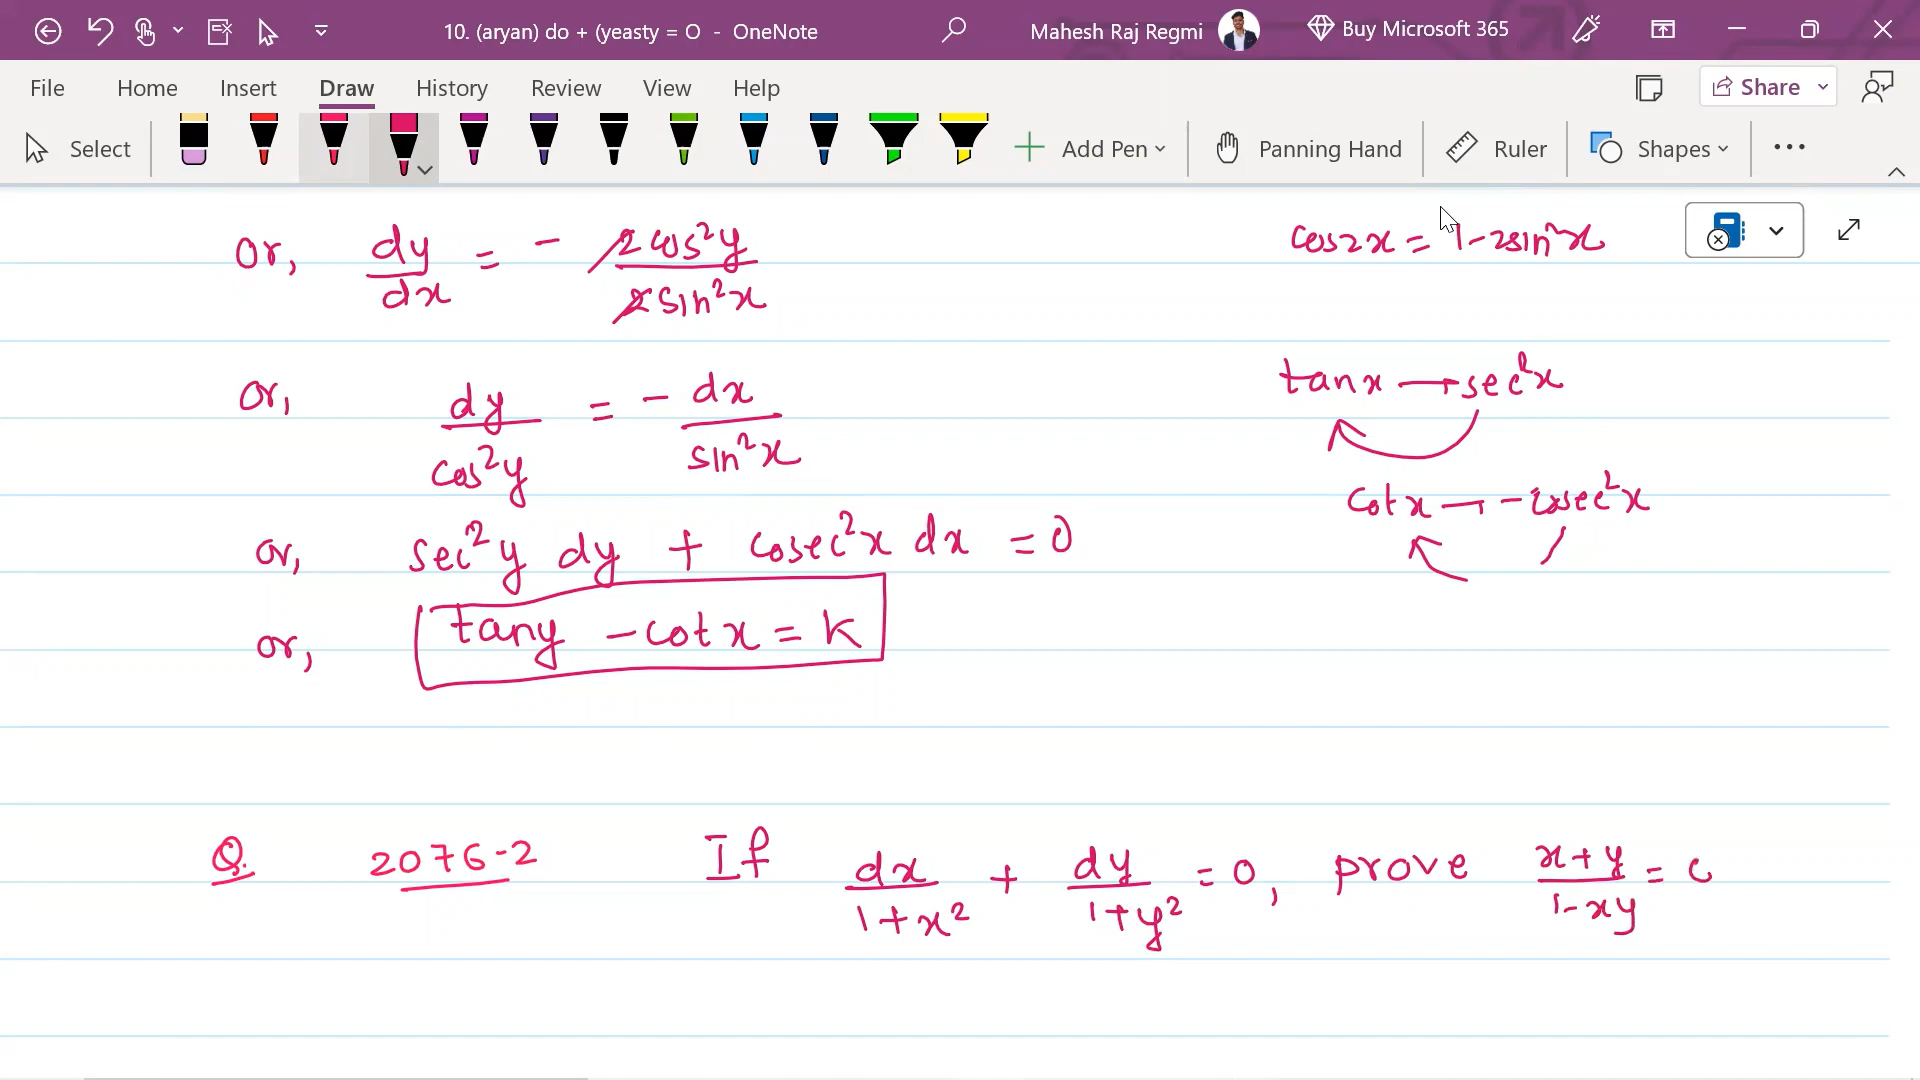 10. (aryan) do + (yeasty = O - OneNote
Mahesh Raj Regmi
Buy Microsoft 365
File Home Insert Draw History Review View Help
Share
Select
Add Pen
Panning Hand
Ruler
Shapes
or, dy/dx = - 2cos²y/2sin²x
cos2x = 1-2sin²x
or, dy/cos²y = - dx/sin²x
tanx → sec²x
cotx → -cosec²x
or, sec²y dy + cosec²x dx = 0
or, tany - cotx = k
Q. 2076-2 If dx/1+x² + dy/1+y² = 0, prove x+y/1-xy = c